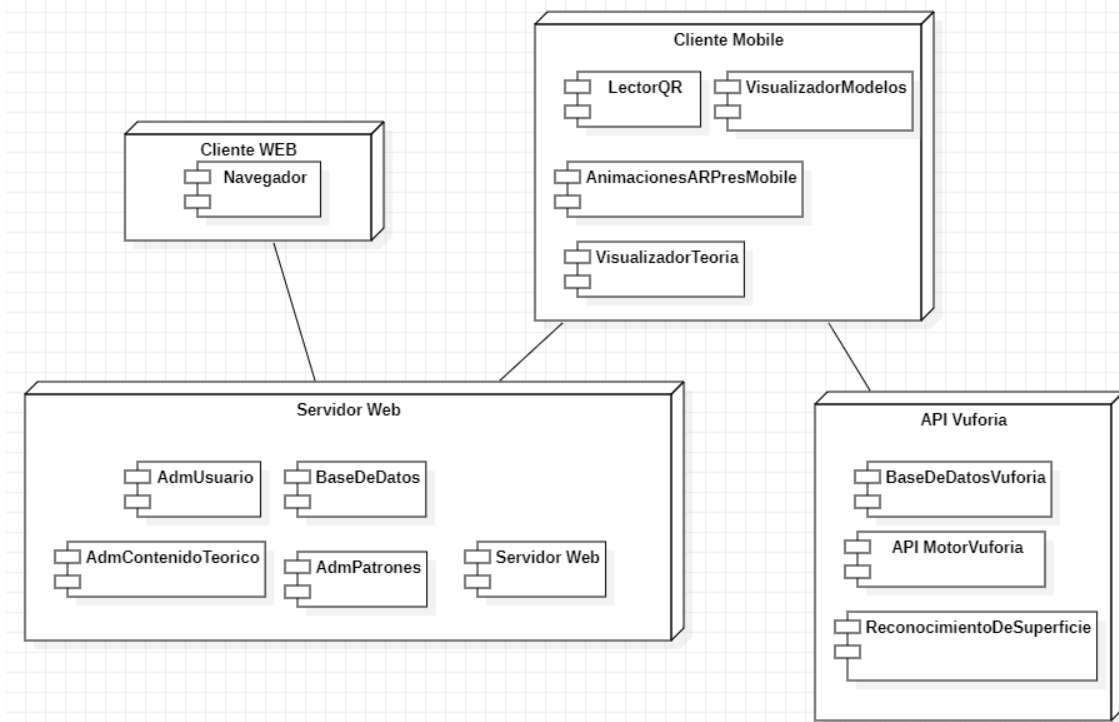 Cliente Mobile
LectorQR
VisualizadorModelos
AnimacionesARPresMobile
VisualizadorTeoria
Cliente WEB
Navegador
Servidor Web
AdmUsuario
BaseDeDatos
AdmContenidoTeorico
AdmPatrones
Servidor Web
API Vuforia
BaseDeDatosVuforia
API MotorVuforia
ReconocimientoDeSuperficie